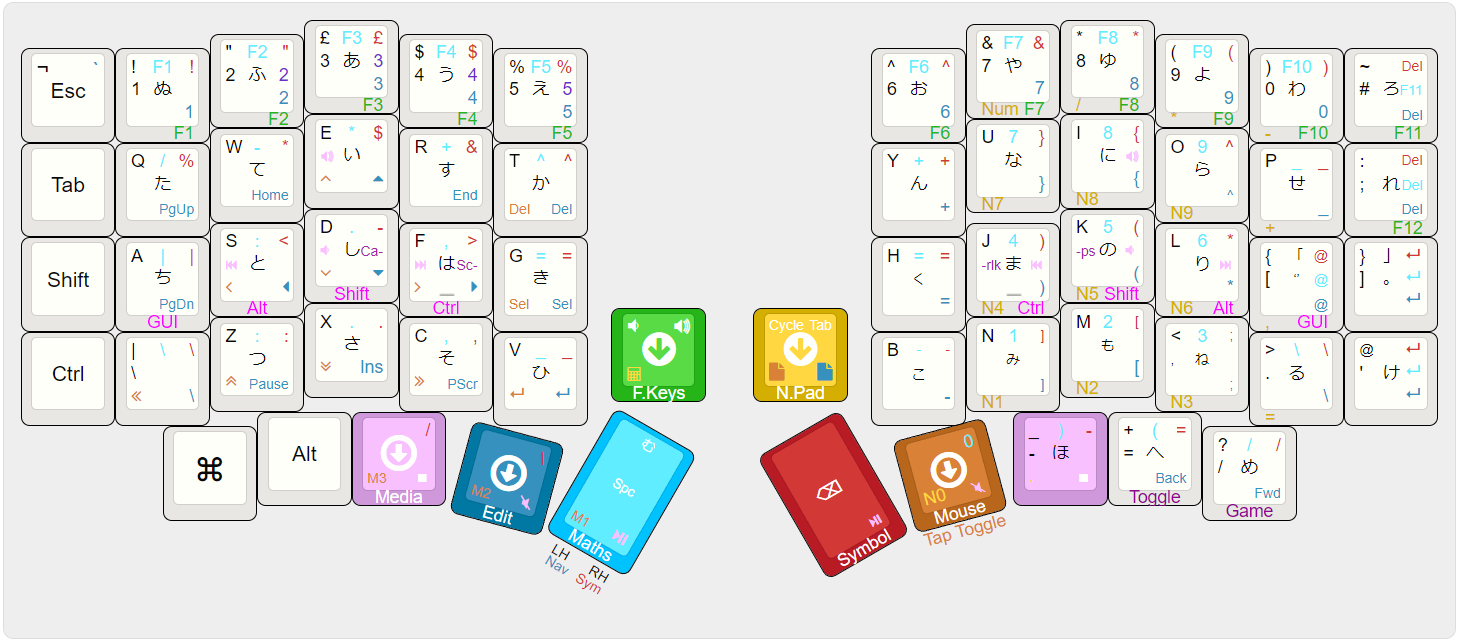 ¬ `
Esc
! F1 !
1 ぬ
1
F1
" F2 "
2 ふ 2
2
F2
£ F3 £
3 あ 3
3
F3
$ F4 $
4 う 4
4
F4
% F5 %
5 え 5
5
F5
^ F6 ^
6 お
6
F6
& F7 &
7 や
7
Num F7
* F8 *
8 ゆ
8
/ F8
( F9 (
9 よ
9
* F9
) F10 )
0 わ
0
- F10
~ Del
# ろ F11
Del
F11
Tab
Q / %
た
PgUp
W - *
て
Home
E * $
い
R + &
す
End
T ^ ^
か
Del Del
Y + +
ん
+
U 7 }
な
}
N7
I 8 {
に
{
N8
O 9 ^
ら
^
N9
P _ _
せ
_
+
: Del
; れ Del
Del
F12
Shift
A | |
ち
PgDn
GUI
S : <
と
<
Alt
D . -
し Ca-
Shift
F , >
は Sc-
> _
Ctrl
G = =
き
Sel Sel
H = =
く
=
J 4 )
-rlk ま
_ )
N4 Ctrl
K 5 (
-ps の
(
N5 Shift
L 6 *
り
*
N6 Alt
{ 「 @
[ ゛ @
@
, GUI
} 」 ↵
] 。 ↵
↵
Ctrl
| \ \
\
« \
Z : :
つ
Pause
X . .
さ
Ins
C , ,
そ
» PScr
V _ _
ひ
↵ ↵
F.Keys
Cycle Tab
N.Pad
B - -
こ
-
N 1 ]
み
]
N1
M 2 [
も
[
N2
< 3 ;
, ね
;
N3
> \ \
. る
\
=
@ ↵
' け ↵
↵
⌘
Alt
/
M3
Media
|
M2
Edit
Spc
M1
Maths
LH RH
Nav Sym
⌫
Symbol
0
N0
Mouse
Tap Toggle
_ ) -
- ほ
+ ( =
= へ
Back
Toggle
? / /
/ め
Fwd
Game